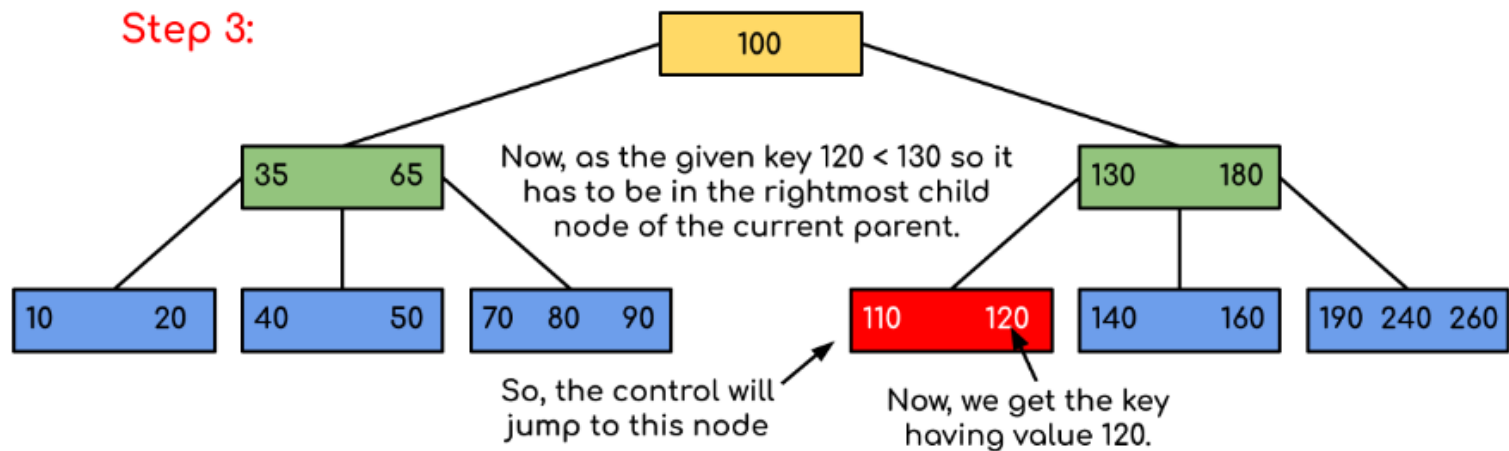 Step 3:
100
35 65
Now, as the given key 120 < 130 so it
has to be in the rightmost child
node of the current parent.
130 180
10 20
40 50
70 80 90
110 120
140 160
190 240 260
So, the control will
jump to this node
Now, we get the key
having value 120.